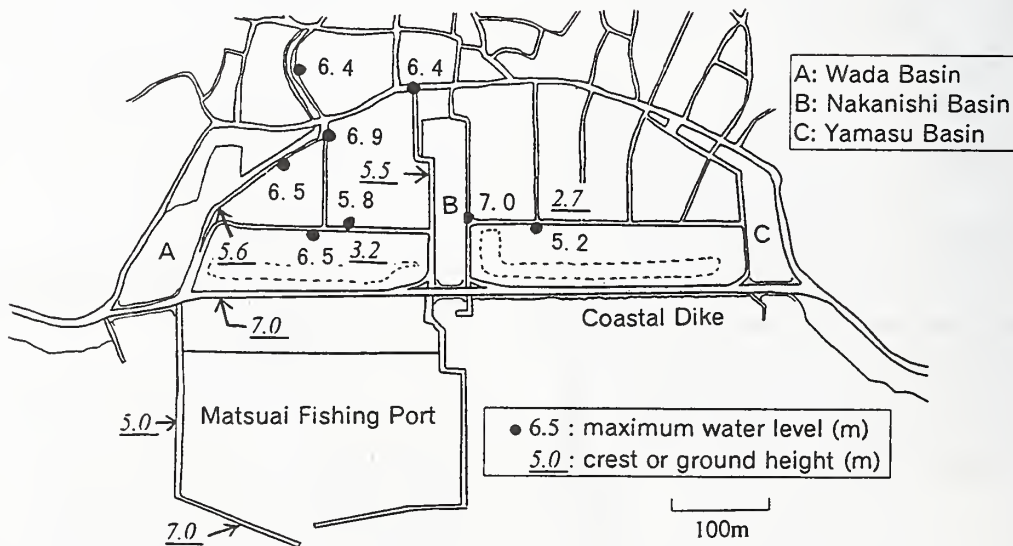 6.4
6.4
A: Wada Basin
B: Nakanishi Basin
C: Yamasu Basin
6.9
6.5
5.5
5.8
B
7.0
2.7
A
5.6
6.5
3.2
5.2
C
7.0
Coastal Dike
5.0
Matsuai Fishing Port
● 6.5 : maximum water level (m)
5.0 : crest or ground height (m)
7.0
100m